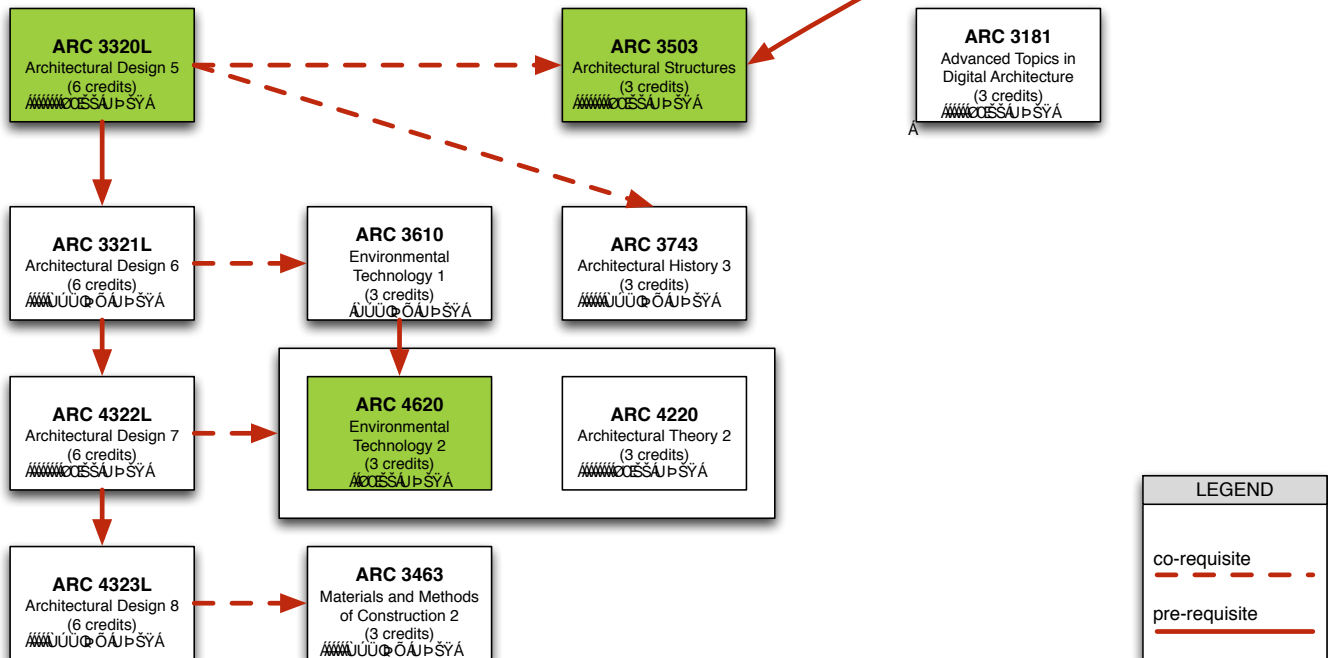 ARC 3320L
Architectural Design 5
(6 credits)
ARC 3503
Architectural Structures
(3 credits)
ARC 3181
Advanced Topics in
Digital Architecture
(3 credits)
Á
ARC 3321L
Architectural Design 6
(6 credits)
ARC 3610
Environmental
Technology 1
(3 credits)
ARC 3743
Architectural History 3
(3 credits)
ARC 4322L
Architectural Design 7
(6 credits)
ARC 4620
Environmental
Technology 2
(3 credits)
ARC 4220
Architectural Theory 2
(3 credits)
ARC 4323L
Architectural Design 8
(6 credits)
ARC 3463
Materials and Methods
of Construction 2
(3 credits)
LEGEND
co-requisite
pre-requisite